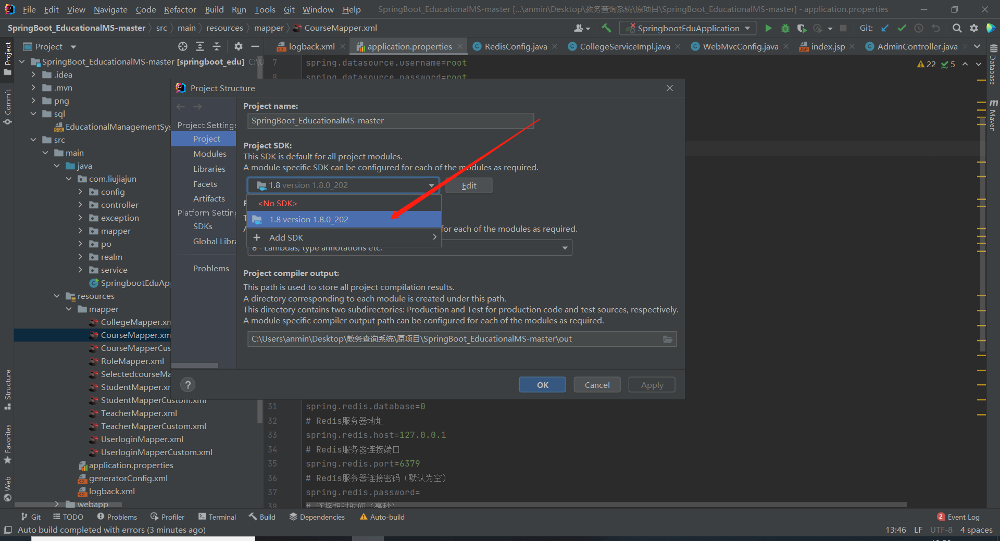 File Edit View Navigate Code Refactor Build Run Tools Git Window Help SpringBoot_EducationalMS-master [...\anmin\Desktop\教务查询系统\原项目\SpringBoot_EducationalMS-master] - application.properties
SpringBoot_EducationalMS-master src main resources mapper CourseMapper.xml SpringbootEduApplication Git:
Project
logback.xml application.properties RedisConfig.java CollegeServiceImpl.java WebMvcConfig.java index.jsp AdminController.java
Project
Commit
Structure
Favorites
Web
SpringBoot_EducationalMS-master [springboot_edu] C:\U
.idea
.mvn
png
sql
EducationalManagementSys
src
main
java
com.liujiajun
config
controller
exception
mapper
po
realm
service
SpringbootEduAp
resources
mapper
CollegeMapper.xm
CourseMapper.xm
CourseMapperCus
RoleMapper.xml
SelectedcourseMa
StudentMapper.xm
StudentMapperCustom.xml
TeacherMapper.xml
TeacherMapperCustom.xml
UserloginMapper.xml
UserloginMapperCustom.xml
application.properties
generatorConfig.xml
logback.xml
webapp
7 spring.datasource.username=root
8 spring.datasource.password=root
22 5
Database
Maven
Project Structure
Project Settings
Project
Modules
Libraries
Facets
Artifacts
Platform Setting
SDKs
Global Libra
Problems
Project name:
SpringBoot_EducationalMS-master
Project SDK:
This SDK is default for all project modules.
A module specific SDK can be configured for each of the modules as required.
1.8 version 1.8.0_202 Edit
<No SDK>
1.8 version 1.8.0_202
for each of the modules as required.
Add SDK
8 - Lambdas, type annotations etc.
Project compiler output:
This path is used to store all project compilation results.
A directory corresponding to each module is created under this path.
This directory contains two subdirectories: Production and Test for production code and test sources, respectively.
A module specific compiler output path can be configured for each of the modules as required.
C:\Users\anmin\Desktop\教务查询系统\原项目\SpringBoot_EducationalMS-master\out
? OK Cancel Apply
31 spring.redis.database=0
32 # Redis服务器地址
33 spring.redis.host=127.0.0.1
34 # Redis服务器连接端口
35 spring.redis.port=6379
36 # Redis服务器连接密码（默认为空）
37 spring.redis.password=
38 # 连接超时时间（毫秒）
Git TODO Problems Profiler Terminal Build Dependencies Auto-build 2 Event Log
Auto build completed with errors (3 minutes ago) 13:46 LF UTF-8 4 spaces